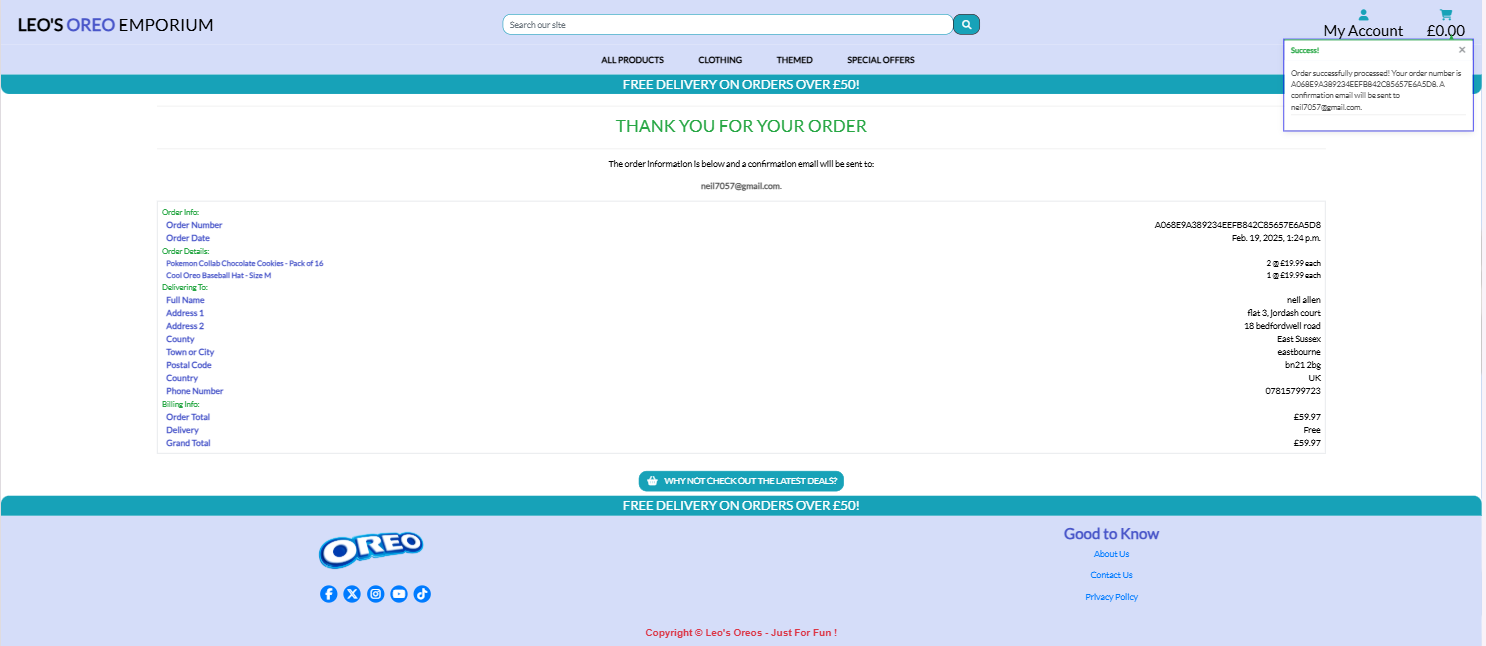 LEO'S OREO EMPORIUM
Search our site
My Account
£0.00
ALL PRODUCTS CLOTHING THEMED SPECIAL OFFERS
FREE DELIVERY ON ORDERS OVER £50!
Success!
×
Order successfully processed! Your order number is
A068E9A389234EEFB842C85657E6A5D8. A
confirmation email will be sent to
neil7057@gmail.com.
THANK YOU FOR YOUR ORDER
The order information is below and a confirmation email will be sent to:
neil7057@gmail.com.
Order Info:
Order Number A068E9A389234EEFB842C85657E6A5D8
Order Date Feb. 19, 2025, 1:24 p.m.
Order Details:
Pokemon Collab Chocolate Cookies - Pack of 16 2 @ £19.99 each
Cool Oreo Baseball Hat - Size M 1 @ £19.99 each
Delivering To:
Full Name neil allen
Address 1 flat 3, jordash court
Address 2 18 bedfordwell road
County East Sussex
Town or City eastbourne
Postal Code bn21 2bg
Country UK
Phone Number 07815799723
Billing Info:
Order Total £59.97
Delivery Free
Grand Total £59.97
WHY NOT CHECK OUT THE LATEST DEALS?
FREE DELIVERY ON ORDERS OVER £50!
OREO
Good to Know
About Us
Contact Us
Privacy Policy
Copyright © Leo's Oreos - Just For Fun !